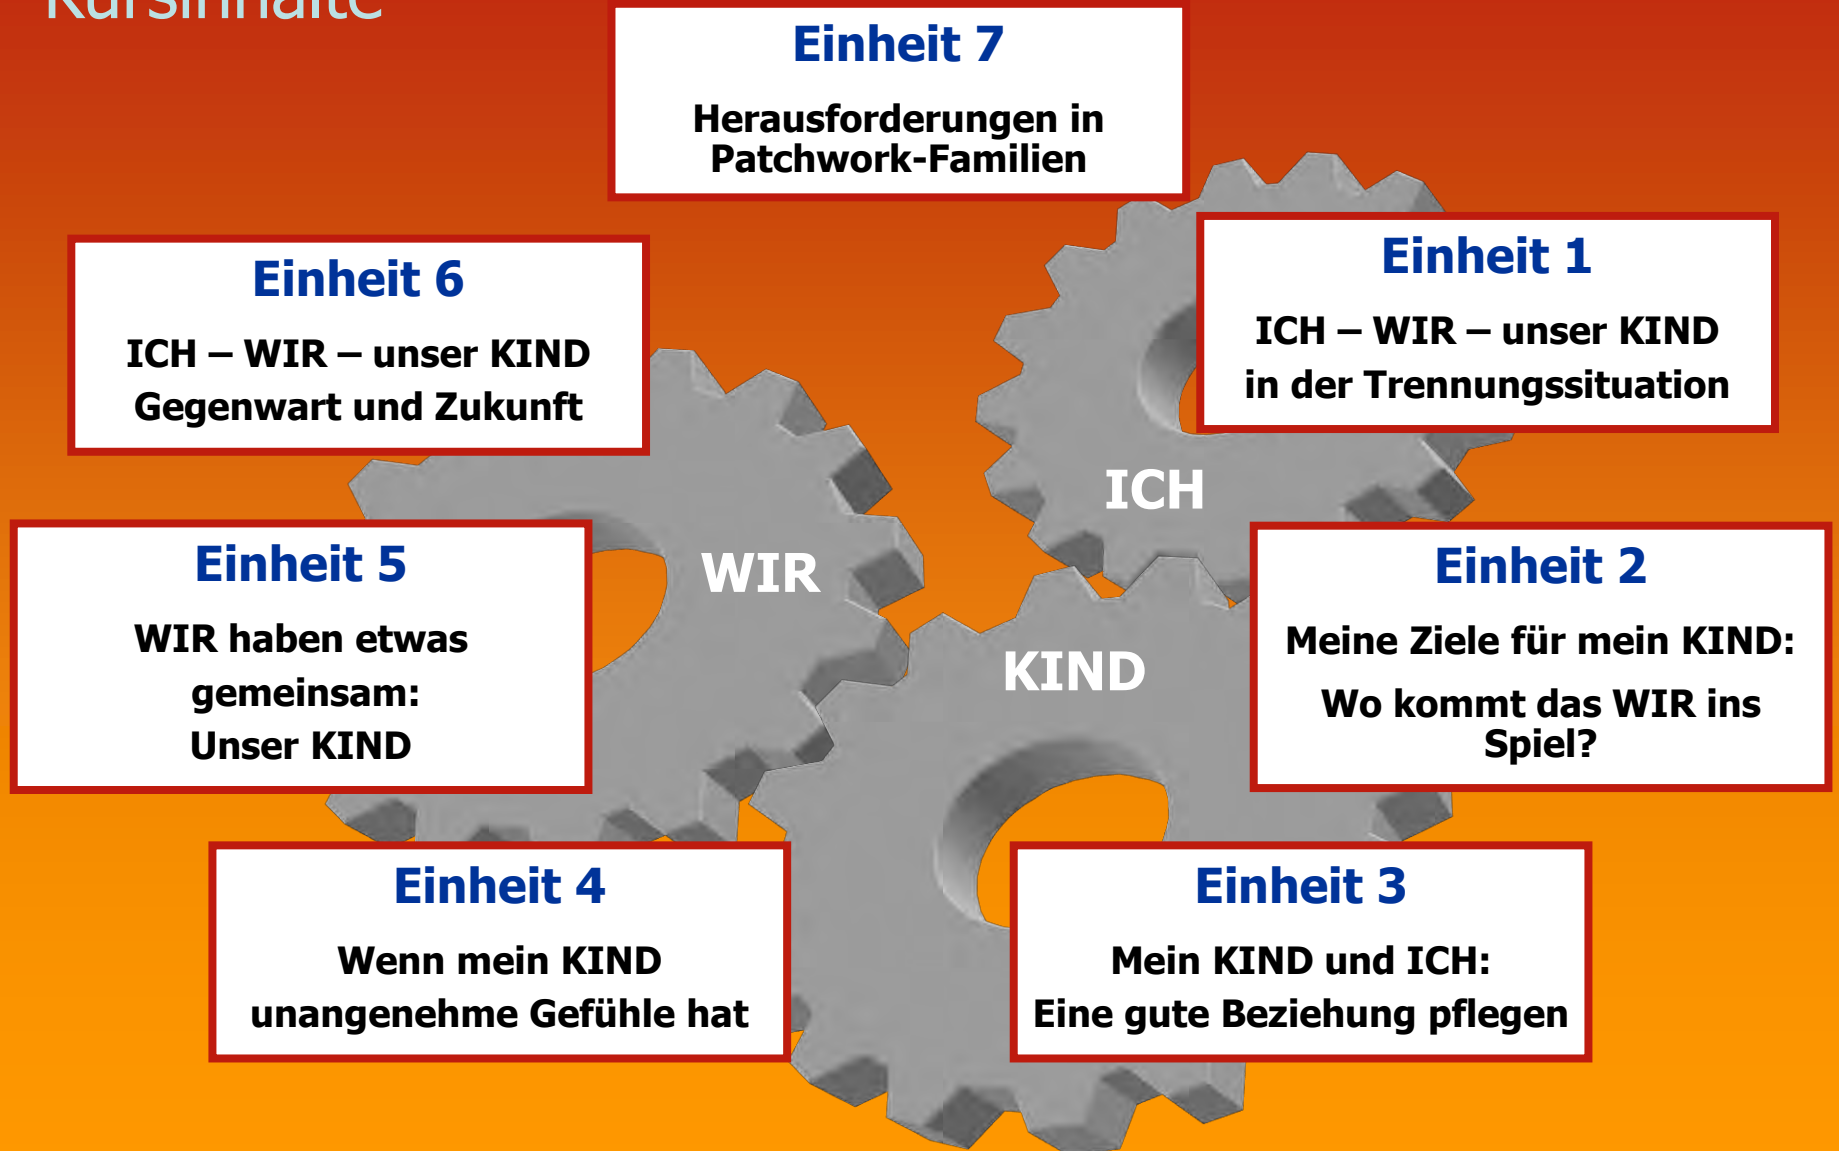 Kursinhalte
Einheit 7
Herausforderungen in
Patchwork-Familien
Einheit 1
ICH – WIR – unser KIND
in der Trennungssituation
Einheit 6
ICH – WIR – unser KIND
Gegenwart und Zukunft
ICH
WIR
KIND
Einheit 5
WIR haben etwas
gemeinsam:
Unser KIND
Einheit 2
Meine Ziele für mein KIND:
Wo kommt das WIR ins
Spiel?
Einheit 4
Wenn mein KIND
unangenehme Gefühle hat
Einheit 3
Mein KIND und ICH:
Eine gute Beziehung pflegen